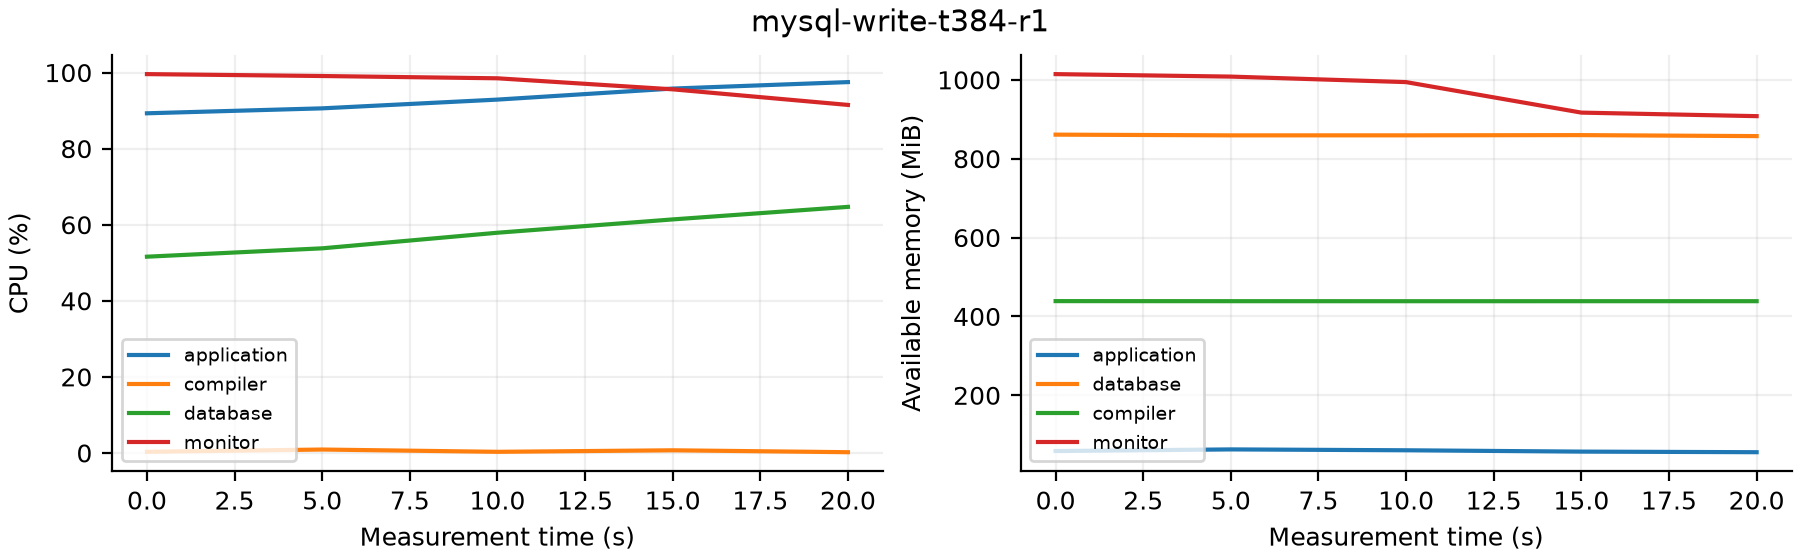 mysql-write-t384-r1
CPU (%)
100
80
60
40
20
0
application
compiler
database
monitor
0.0 2.5 5.0 7.5 10.0 12.5 15.0 17.5 20.0
Measurement time (s)
Available memory (MiB)
1000
800
600
400
200
application
database
compiler
monitor
0.0 2.5 5.0 7.5 10.0 12.5 15.0 17.5 20.0
Measurement time (s)